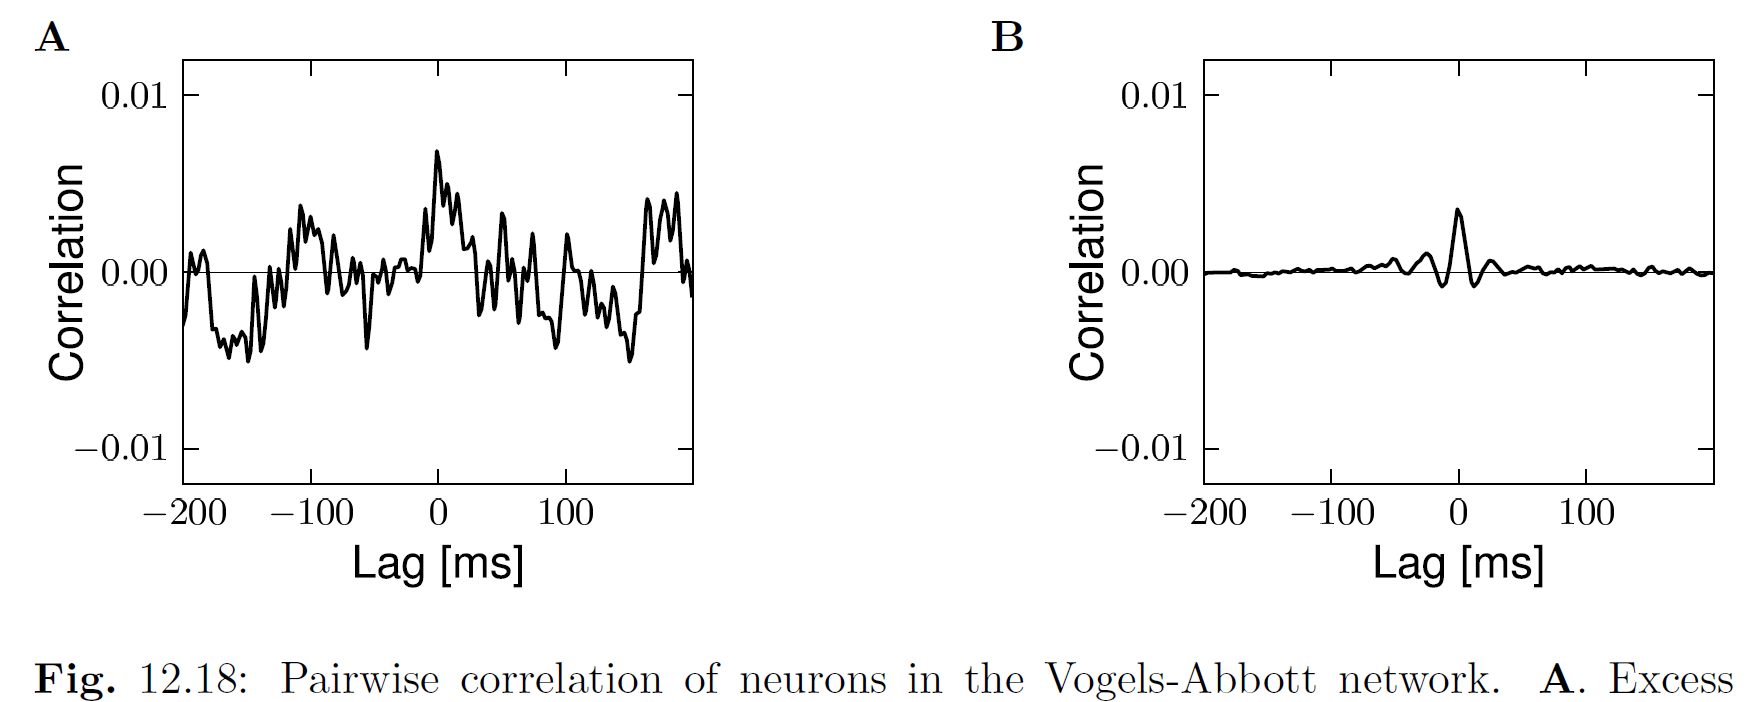 A
B
0.01
0.00
−0.01
Correlation
−200 −100 0 100
Lag [ms]
0.01
0.00
−0.01
Correlation
−200 −100 0 100
Lag [ms]
Fig. 12.18: Pairwise correlation of neurons in the Vogels-Abbott network. A. Excess